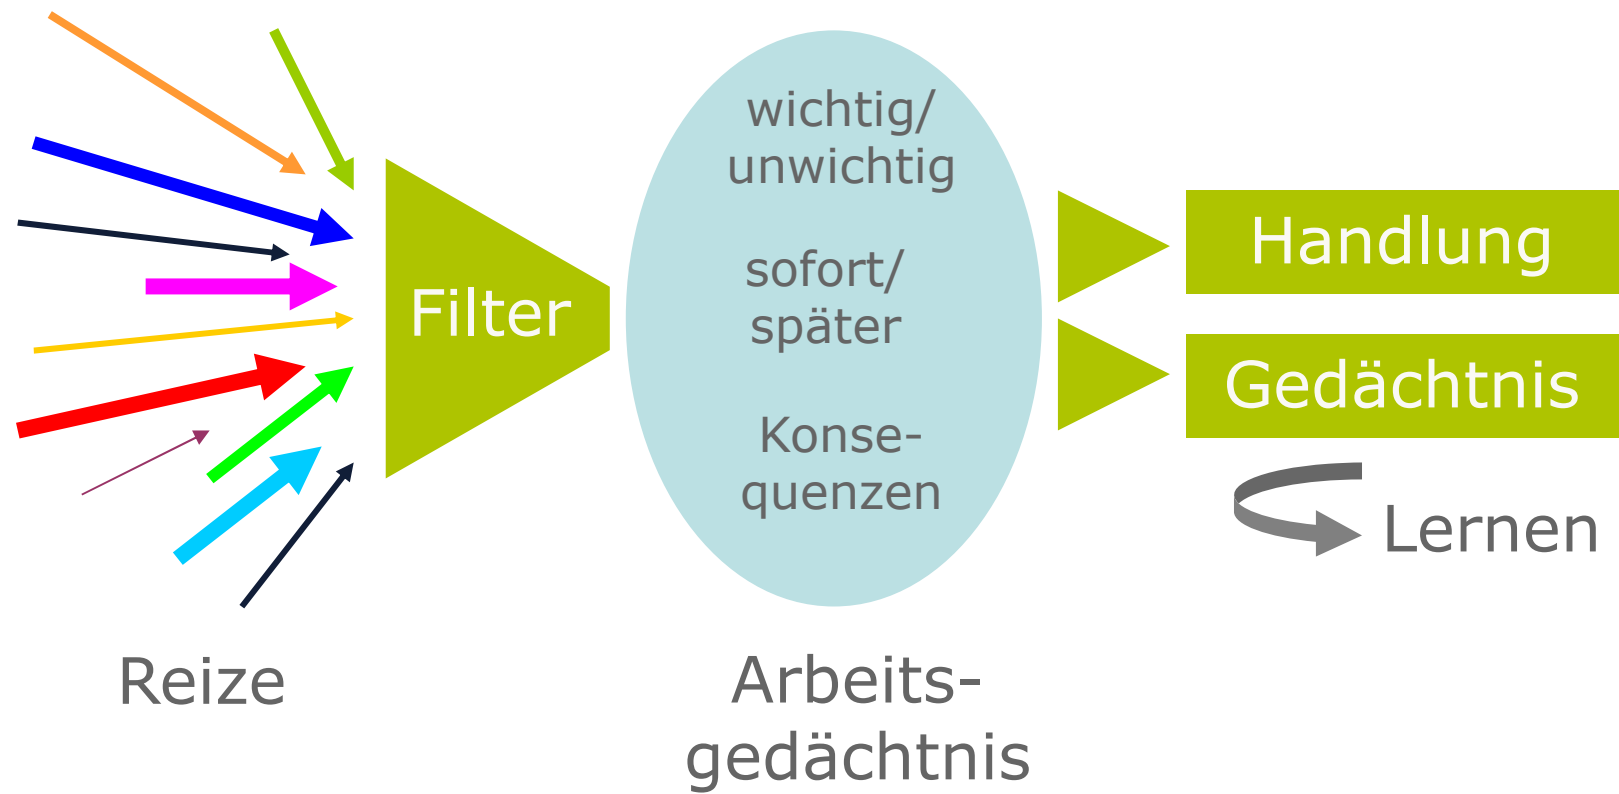 Reize
Filter
wichtig/
unwichtig
sofort/
später
Konse-
quenzen
Arbeits-
gedächtnis
Handlung
Gedächtnis
Lernen